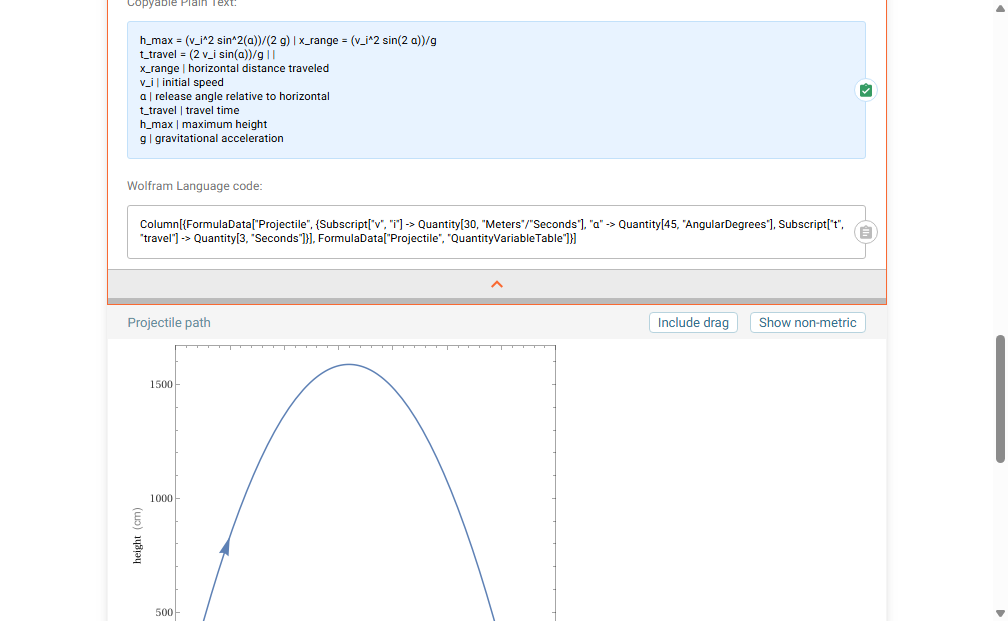 Copyable Plain Text:
h_max = (v_i^2 sin^2(α))/(2 g) | x_range = (v_i^2 sin(2 α))/g
t_travel = (2 v_i sin(α))/g | |
x_range | horizontal distance traveled
v_i | initial speed
α | release angle relative to horizontal
t_travel | travel time
h_max | maximum height
g | gravitational acceleration
Wolfram Language code:
Column[{FormulaData["Projectile", {Subscript["v", "i"] -> Quantity[30, "Meters"/"Seconds"], "α" -> Quantity[45, "AngularDegrees"], Subscript["t",
"travel"] -> Quantity[3, "Seconds"]}], FormulaData["Projectile", "QuantityVariableTable"]}]
Projectile path
Include drag
Show non-metric
1500
1000
height (cm)
500